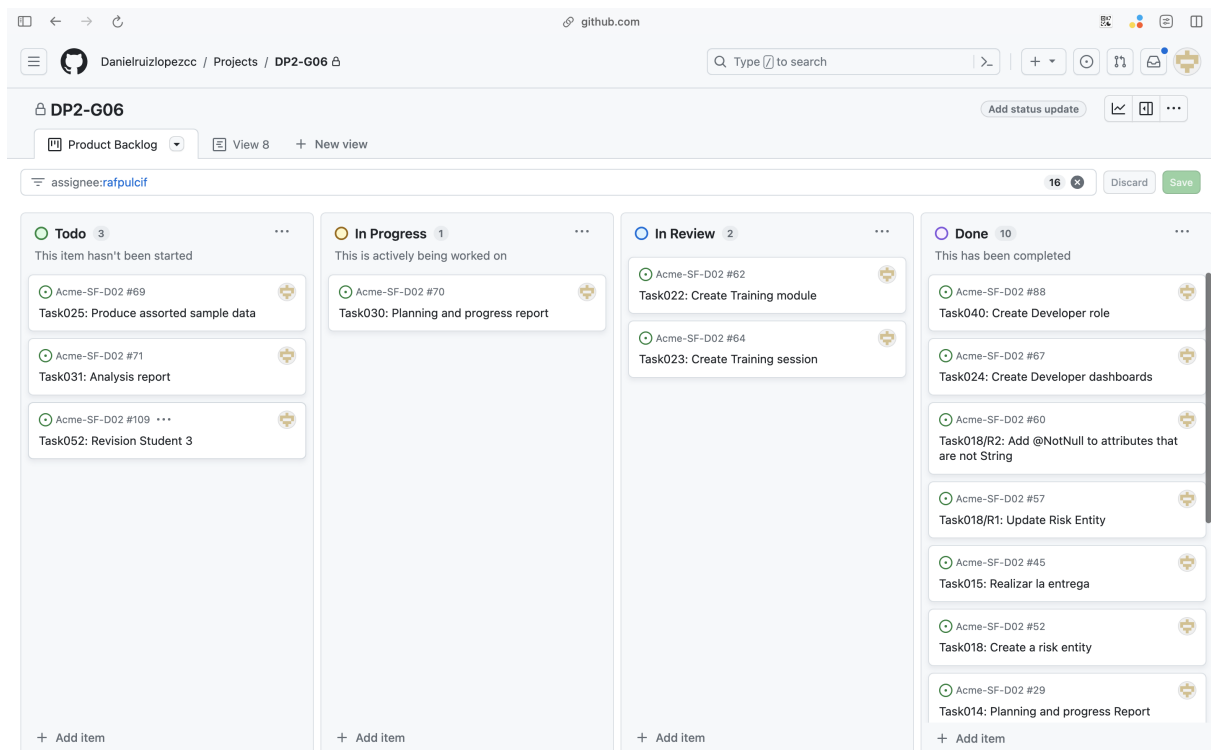 github.com
Danielruizlopezcc / Projects / DP2-G06
Type / to search
DP2-G06
Add status update
Product Backlog
View 8
+ New view
assignee:rafpulcif
16
Discard
Save
Todo 3
This item hasn't been started
Acme-SF-D02 #69
Task025: Produce assorted sample data
Acme-SF-D02 #71
Task031: Analysis report
Acme-SF-D02 #109 ...
Task052: Revision Student 3
+ Add item
In Progress 1
This is actively being worked on
Acme-SF-D02 #70
Task030: Planning and progress report
+ Add item
In Review 2
Acme-SF-D02 #62
Task022: Create Training module
Acme-SF-D02 #64
Task023: Create Training session
+ Add item
Done 10
This has been completed
Acme-SF-D02 #88
Task040: Create Developer role
Acme-SF-D02 #67
Task024: Create Developer dashboards
Acme-SF-D02 #60
Task018/R2: Add @NotNull to attributes that
are not String
Acme-SF-D02 #57
Task018/R1: Update Risk Entity
Acme-SF-D02 #45
Task015: Realizar la entrega
Acme-SF-D02 #52
Task018: Create a risk entity
Acme-SF-D02 #29
Task014: Planning and progress Report
+ Add item